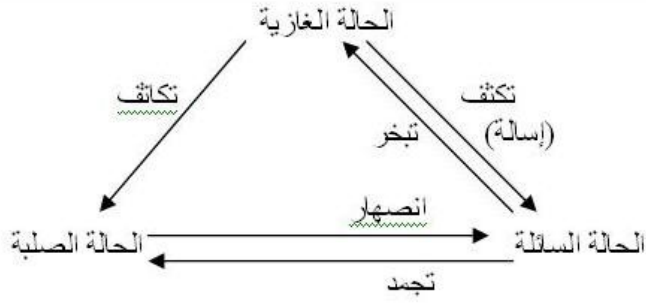 الحالة الغازية
تكاثف
تكثف
(إسالة)
تبخر
انصهار
الحالة الصلبة
الحالة السائلة
تجمد